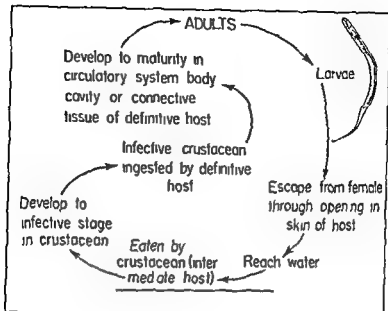 ADULTS
Larvae
Escape from female
through opening in
skin of host
Reach water
Eaten by
crustacean (inter
med ate host)
Develop to
infective stage
in crustacean
Infective crustacean
ingested by definitive
host
Develop to maturity in
circulatory system body
cavity or connective
tissue of definitive host